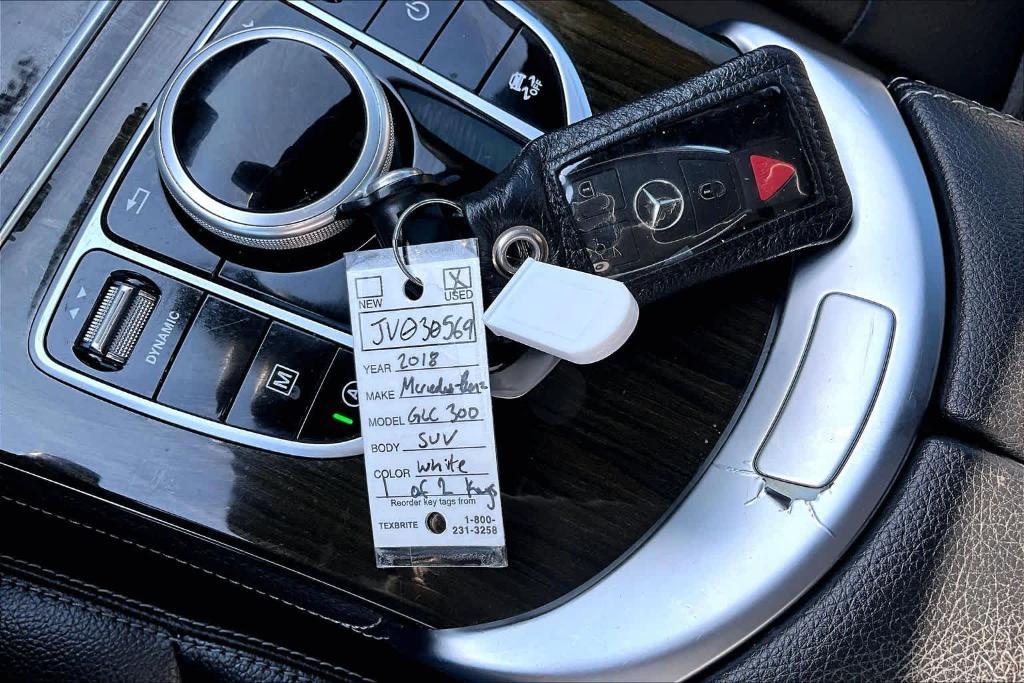 DYNAMIC
M
A
NEW
USED
X
JV030569
YEAR 2018
MAKE Mercedes-Benz
MODEL GLC 300
BODY SUV
COLOR White
1 of 2 Keys
Reorder key tags from
TEXBRITE 1-800-
231-3258